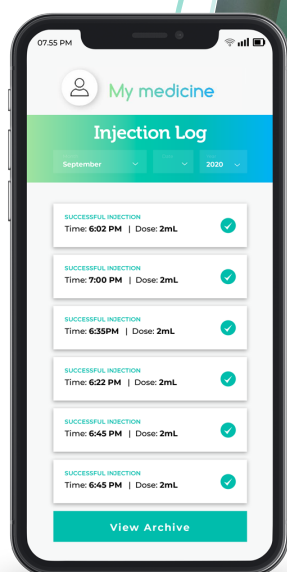 07.55 PM
My medicine
Injection Log
September 2020
SUCCESSFUL INJECTION
Time: 6:02 PM | Dose: 2mL
SUCCESSFUL INJECTION
Time: 7:00 PM | Dose: 2mL
SUCCESSFUL INJECTION
Time: 6:35PM | Dose: 2mL
SUCCESSFUL INJECTION
Time: 6:22 PM | Dose: 2mL
SUCCESSFUL INJECTION
Time: 6:45 PM | Dose: 2mL
SUCCESSFUL INJECTION
Time: 6:45 PM | Dose: 2mL
View Archive